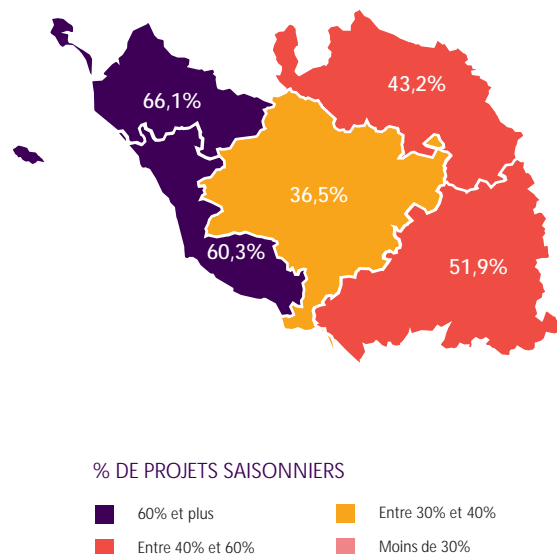 43,2%
66,1%
36,5%
60,3%
51,9%
% DE PROJETS SAISONNIERS
60% et plus
Entre 30% et 40%
Entre 40% et 60%
Moins de 30%